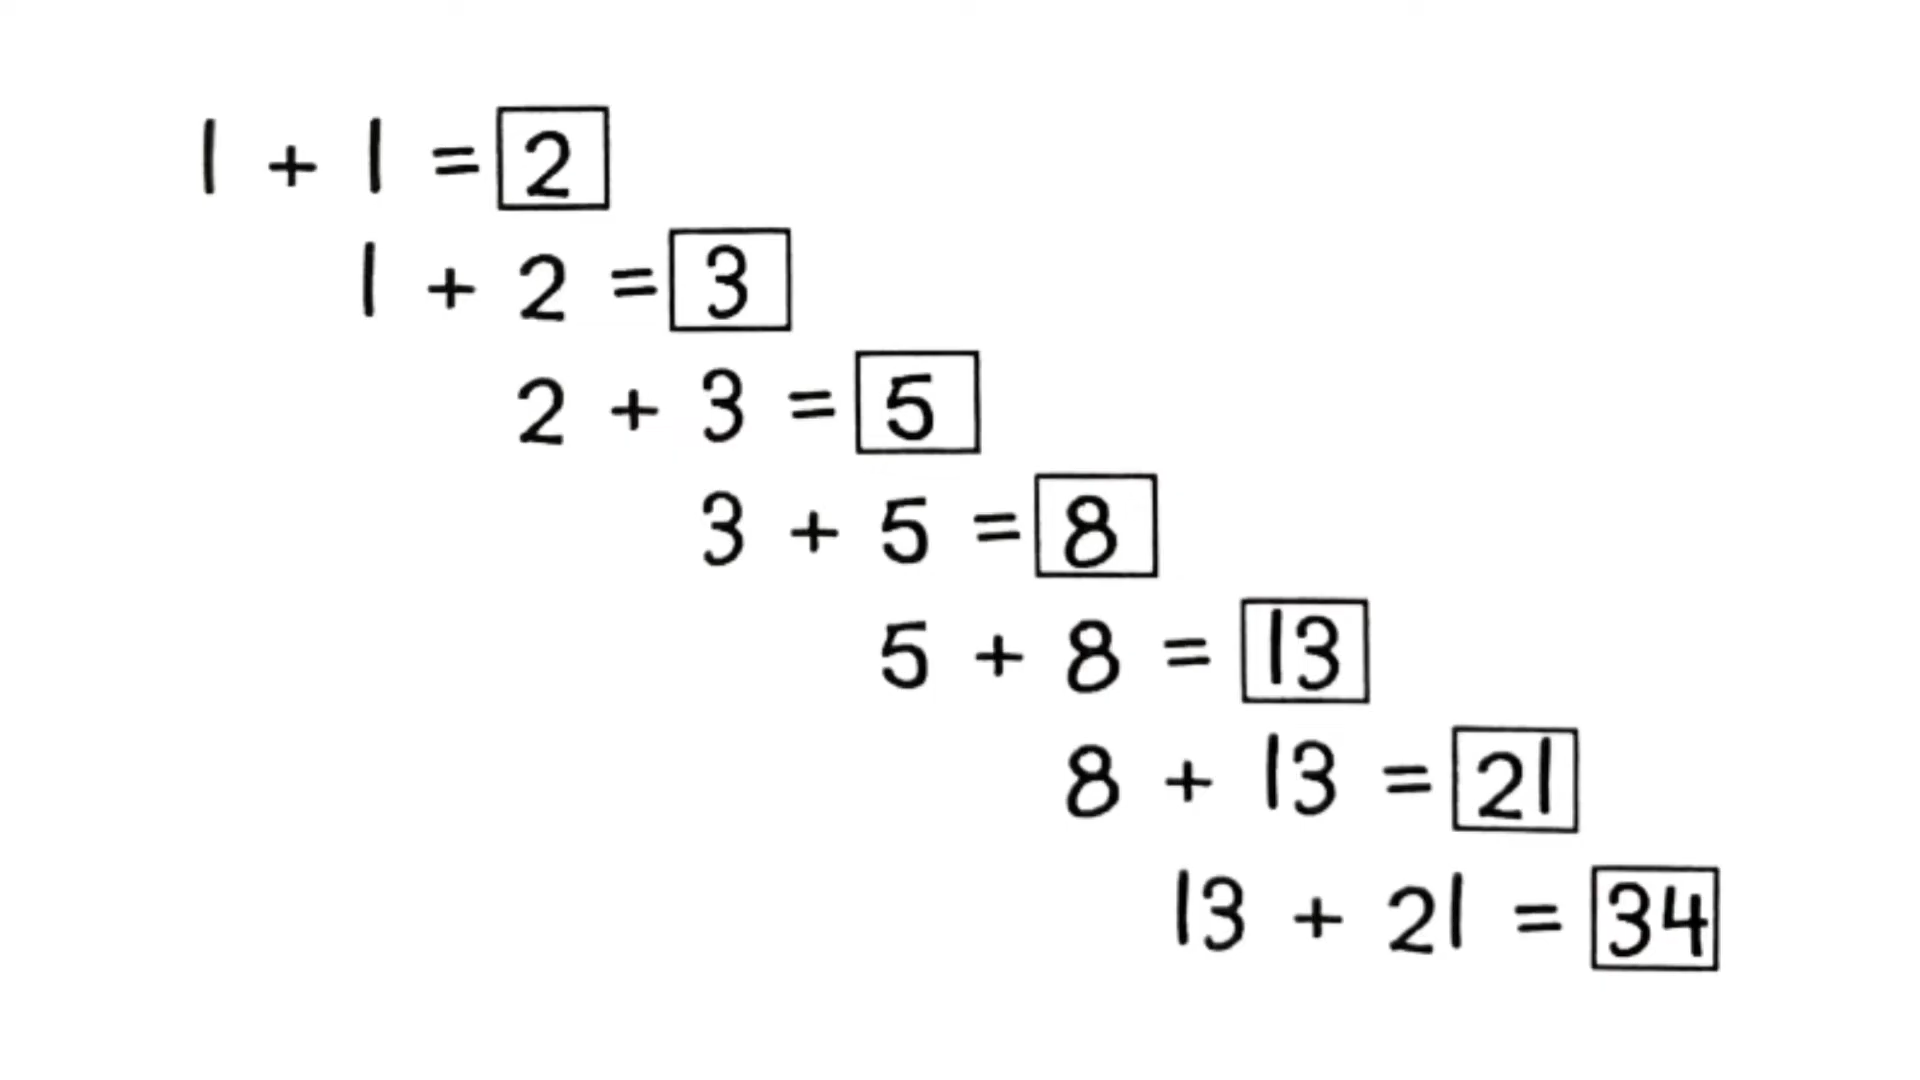 1 + 1 = 2
1 + 2 = 3
2 + 3 = 5
3 + 5 = 8
5 + 8 = 13
8 + 13 = 21
13 + 21 = 34